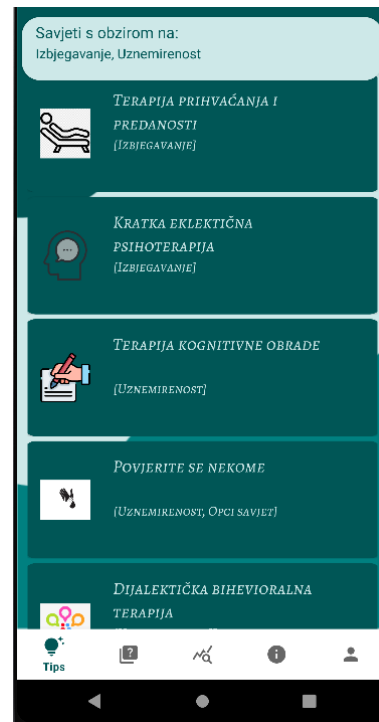 Savjeti s obzirom na:
Izbjegavanje, Uznemirenost
Terapija prihvaćanja i
predanosti
[Izbjegavanje]
Kratka eklektična
psihoterapija
[Izbjegavanje]
Terapija kognitivne obrade
[Uznemirenost]
Povjerite se nekome
[Uznemirenost, Opci savjet]
Dijalektička bihevioralna
terapija
Tips